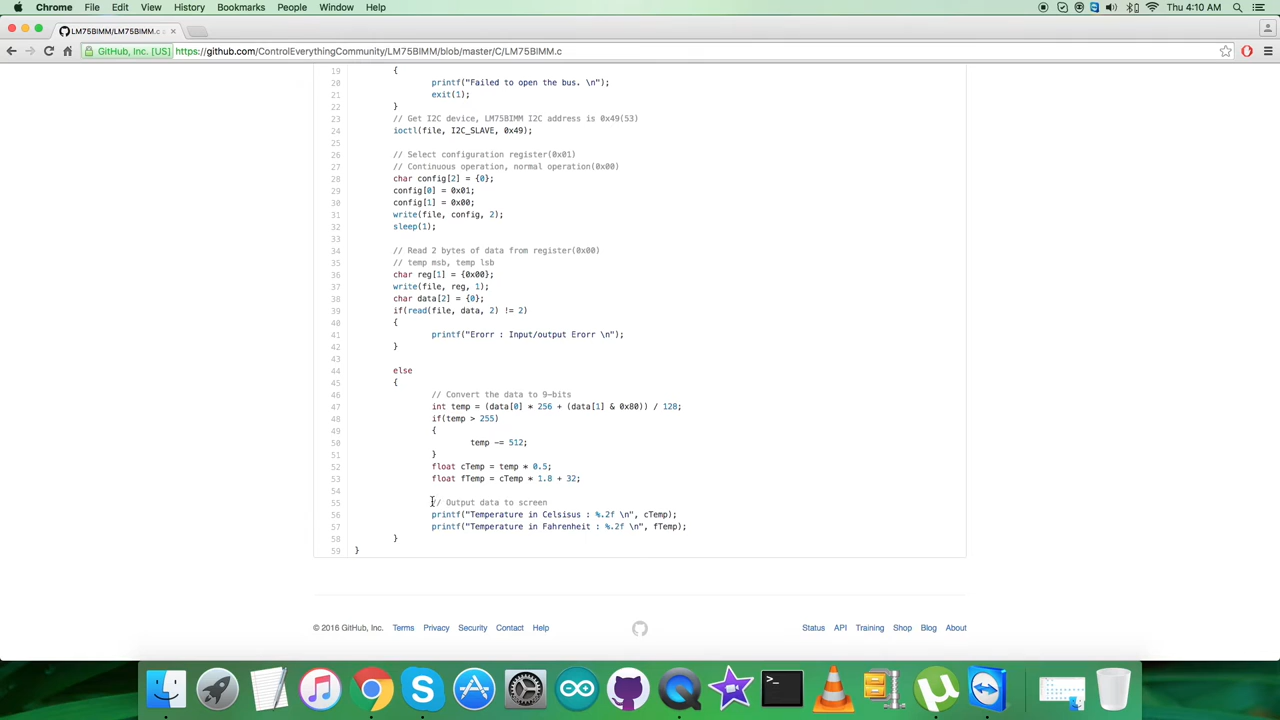 Chrome File Edit View History Bookmarks People Window Help Thu 4:10 AM
LM75BIMM/LM75BIMM.c
GitHub, Inc. [US] https://github.com/ControlEverythingCommunity/LM75BIMM/blob/master/C/LM75BIMM.c
19 {
20 printf("Failed to open the bus. \n");
21 exit(1);
22 }
23 // Get I2C device, LM75BIMM I2C address is 0x49(53)
24 ioctl(file, I2C_SLAVE, 0x49);
25
26 // Select configuration register(0x01)
27 // Continuous operation, normal operation(0x00)
28 char config[2] = {0};
29 config[0] = 0x01;
30 config[1] = 0x00;
31 write(file, config, 2);
32 sleep(1);
33
34 // Read 2 bytes of data from register(0x00)
35 // temp msb, temp lsb
36 char reg[1] = {0x00};
37 write(file, reg, 1);
38 char data[2] = {0};
39 if(read(file, data, 2) != 2)
40 {
41 printf("Erorr : Input/output Erorr \n");
42 }
43
44 else
45 {
46 // Convert the data to 9-bits
47 int temp = (data[0] * 256 + (data[1] & 0x80)) / 128;
48 if(temp > 255)
49 {
50 temp -= 512;
51 }
52 float cTemp = temp * 0.5;
53 float fTemp = cTemp * 1.8 + 32;
54
55 // Output data to screen
56 printf("Temperature in Celsisus : %.2f \n", cTemp);
57 printf("Temperature in Fahrenheit : %.2f \n", fTemp);
58 }
59 }
© 2016 GitHub, Inc. Terms Privacy Security Contact Help Status API Training Shop Blog About